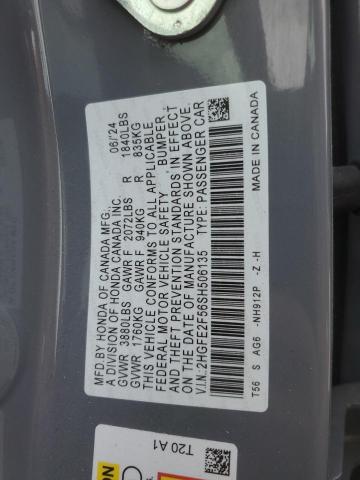 MFD BY HONDA OF CANADA MFG., 06/24
A DIVISION OF HONDA CANADA INC.
GVWR 3880LBS GAWR F 2072LBS R 1840LBS
GVWR 1760KG GAWR F 940KG R 835KG
THIS VEHICLE CONFORMS TO ALL APPLICABLE
FEDERAL MOTOR VEHICLE SAFETY BUMPER,
AND THEFT PREVENTION STANDARDS IN EFFECT
ON THE DATE OF MANUFACTURE SHOWN ABOVE.
V.I.N.:2HGFE2F56SH506135 TYPE: PASSENGER CAR
T56 S AG6 -NH912P -Z -H MADE IN CANADA
T20 A1